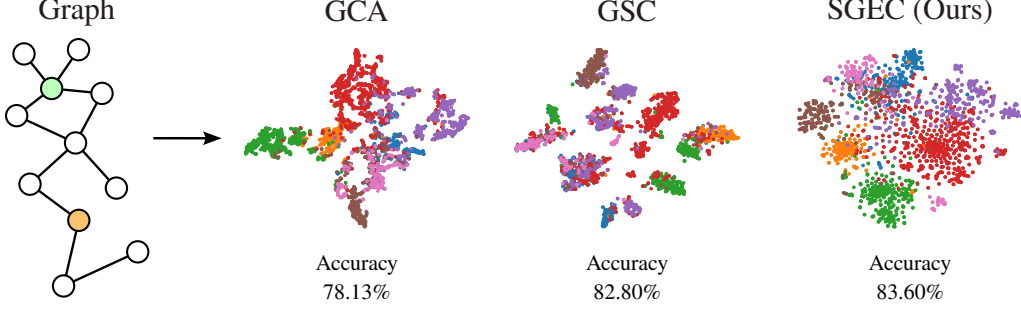 Graph
GCA
GSC
SGEC (Ours)
Accuracy
78.13%
Accuracy
82.80%
Accuracy
83.60%